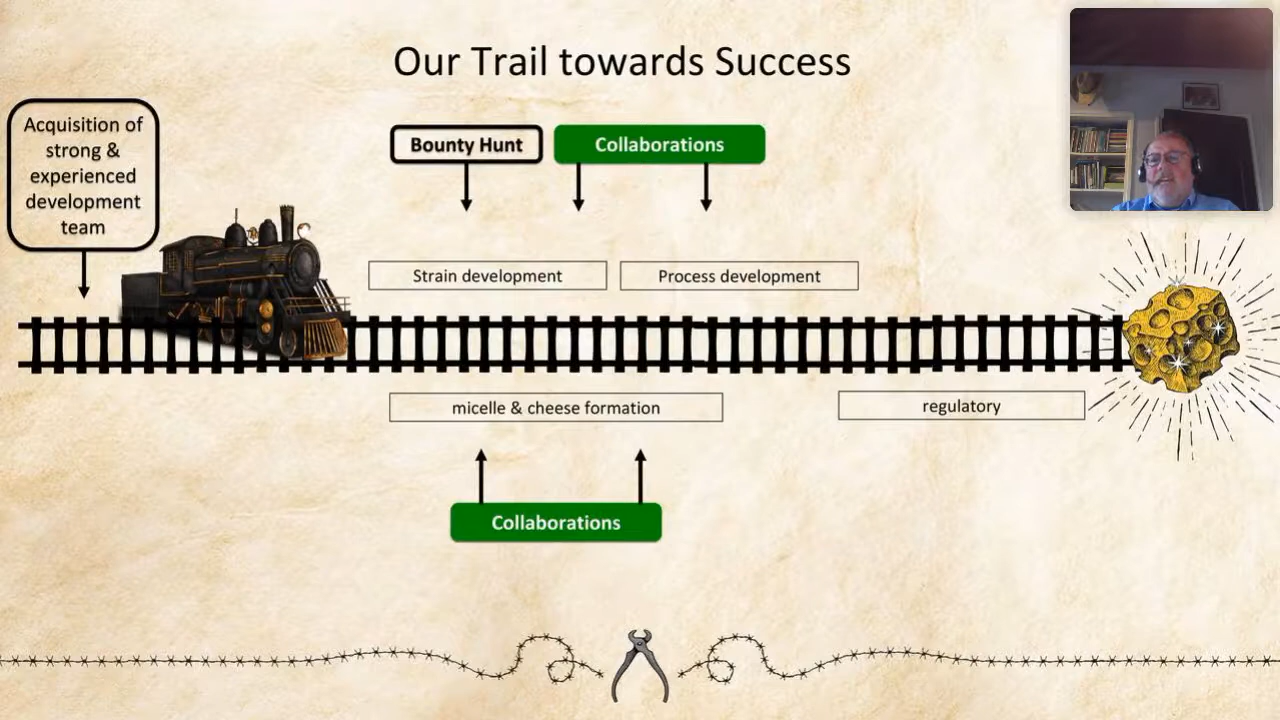 Our Trail towards Success
Acquisition of
strong &
experienced
development
team
Bounty Hunt
Collaborations
Strain development
Process development
micelle & cheese formation
regulatory
Collaborations